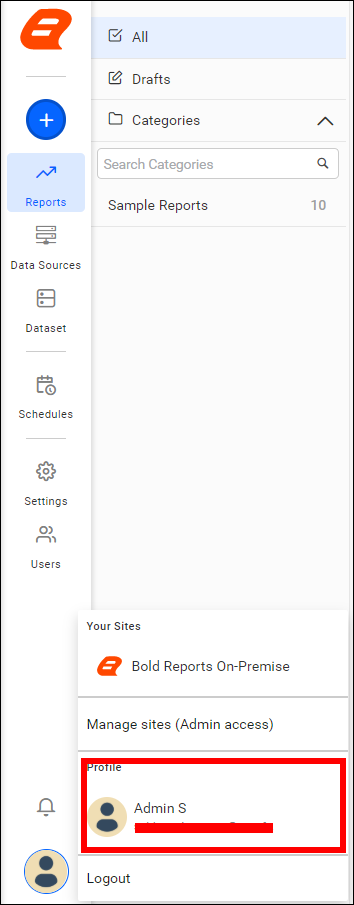 All
Drafts
Categories
Search Categories
Sample Reports 10
Reports
Data Sources
Dataset
Schedules
Settings
Users
Your Sites
Bold Reports On-Premise
Manage sites (Admin access)
Profile
Admin S
Logout